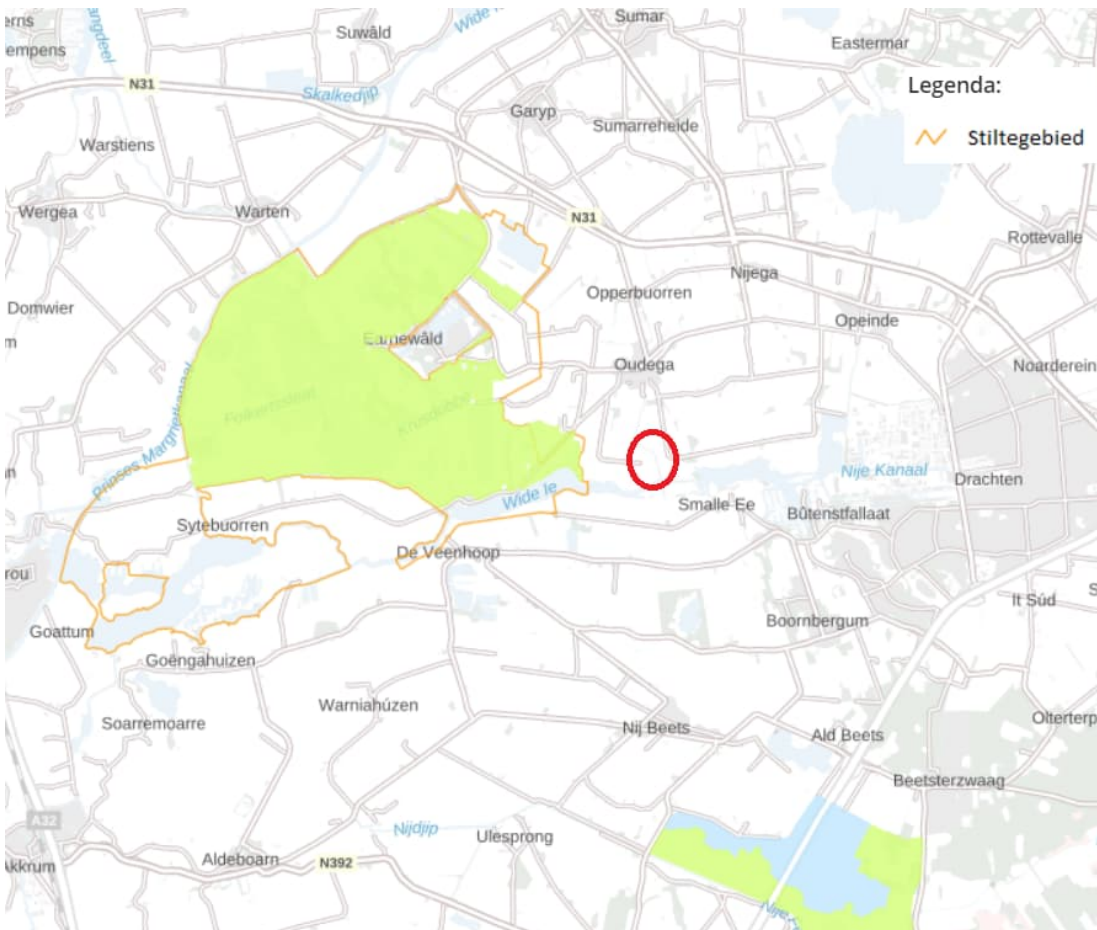 Sumar
Wide Ie
Suwâld
Eastermar
N31
Legenda:
Skalkedjip
Garyp
Sumarreheide
Stiltegebied
Warstiens
Wergea
Warten
N31
Rottevalle
Nijega
Opperbuorren
Domwier
Opeinde
Earnewâld
Oudega
Noarderein
Prinses Margrietkanaal
Nije Kanaal
Drachten
Wide Ie
Smalle Ee
Bûtenstfallaat
Sytebuorren
De Veenhoop
It Súd
Boornbergum
Goattum
Goëngahuizen
Warniahúzen
Soarremoarre
Nij Beets
Ald Beets
Olterterp
Beetsterzwaag
A32
Nijdjip
Ulesprong
Aldeboarn
N392
Akkrum